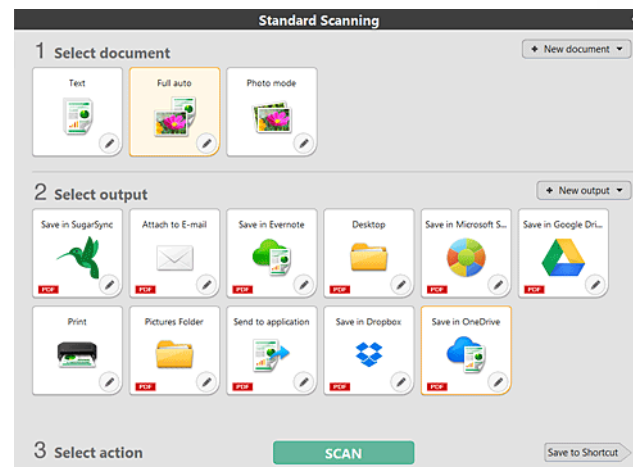 Standard Scanning
1 Select document
+ New document
Text
Full auto
Photo mode
2 Select output
+ New output
Save in SugarSync
Attach to E-mail
Save in Evernote
Desktop
Save in Microsoft S...
Save in Google Dri...
PDF
PDF
PDF
PDF
PDF
PDF
Print
Pictures Folder
Send to application
Save in Dropbox
Save in OneDrive
PDF
PDF
PDF
PDF
3 Select action
SCAN
Save to Shortcut